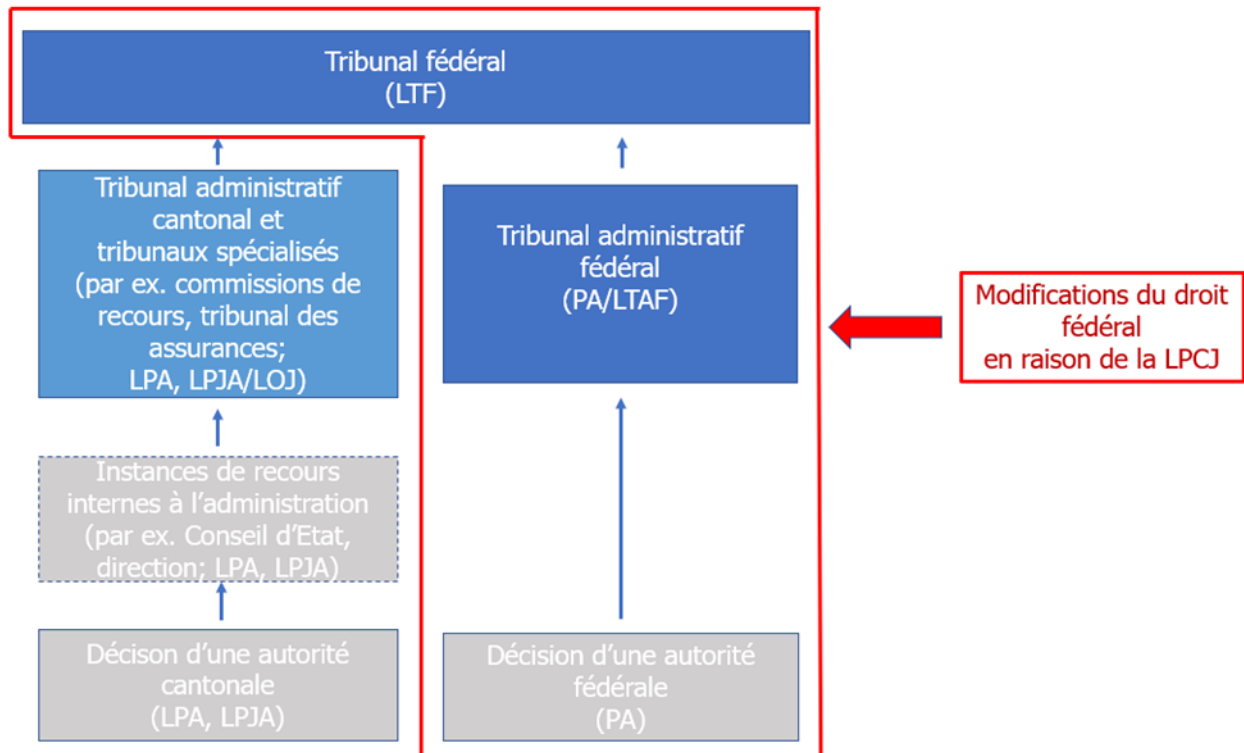 Tribunal fédéral
(LTF)
Tribunal administratif
cantonal et
tribunaux spécialisés
(par ex. commissions de
recours, tribunal des
assurances;
LPA, LPJA/LOJ)
Instances de recours
internes à l'administration
(par ex. Conseil d'Etat,
direction; LPA, LPJA)
Décison d'une autorité
cantonale
(LPA, LPJA)
Tribunal administratif
fédéral
(PA/LTAF)
Décision d'une autorité
fédérale
(PA)
Modifications du droit
fédéral
en raison de la LPCJ